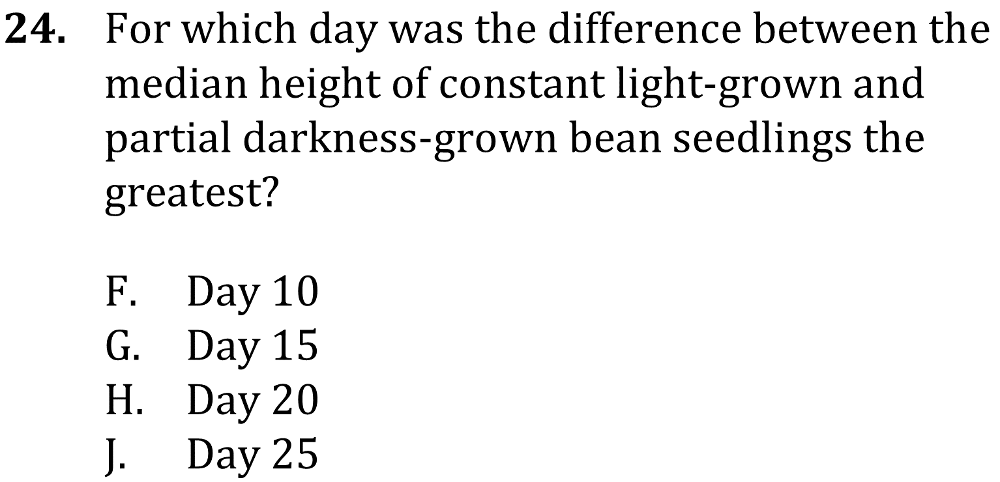 24. For which day was the difference between the
median height of constant light-grown and
partial darkness-grown bean seedlings the
greatest?
F. Day 10
G. Day 15
H. Day 20
J. Day 25